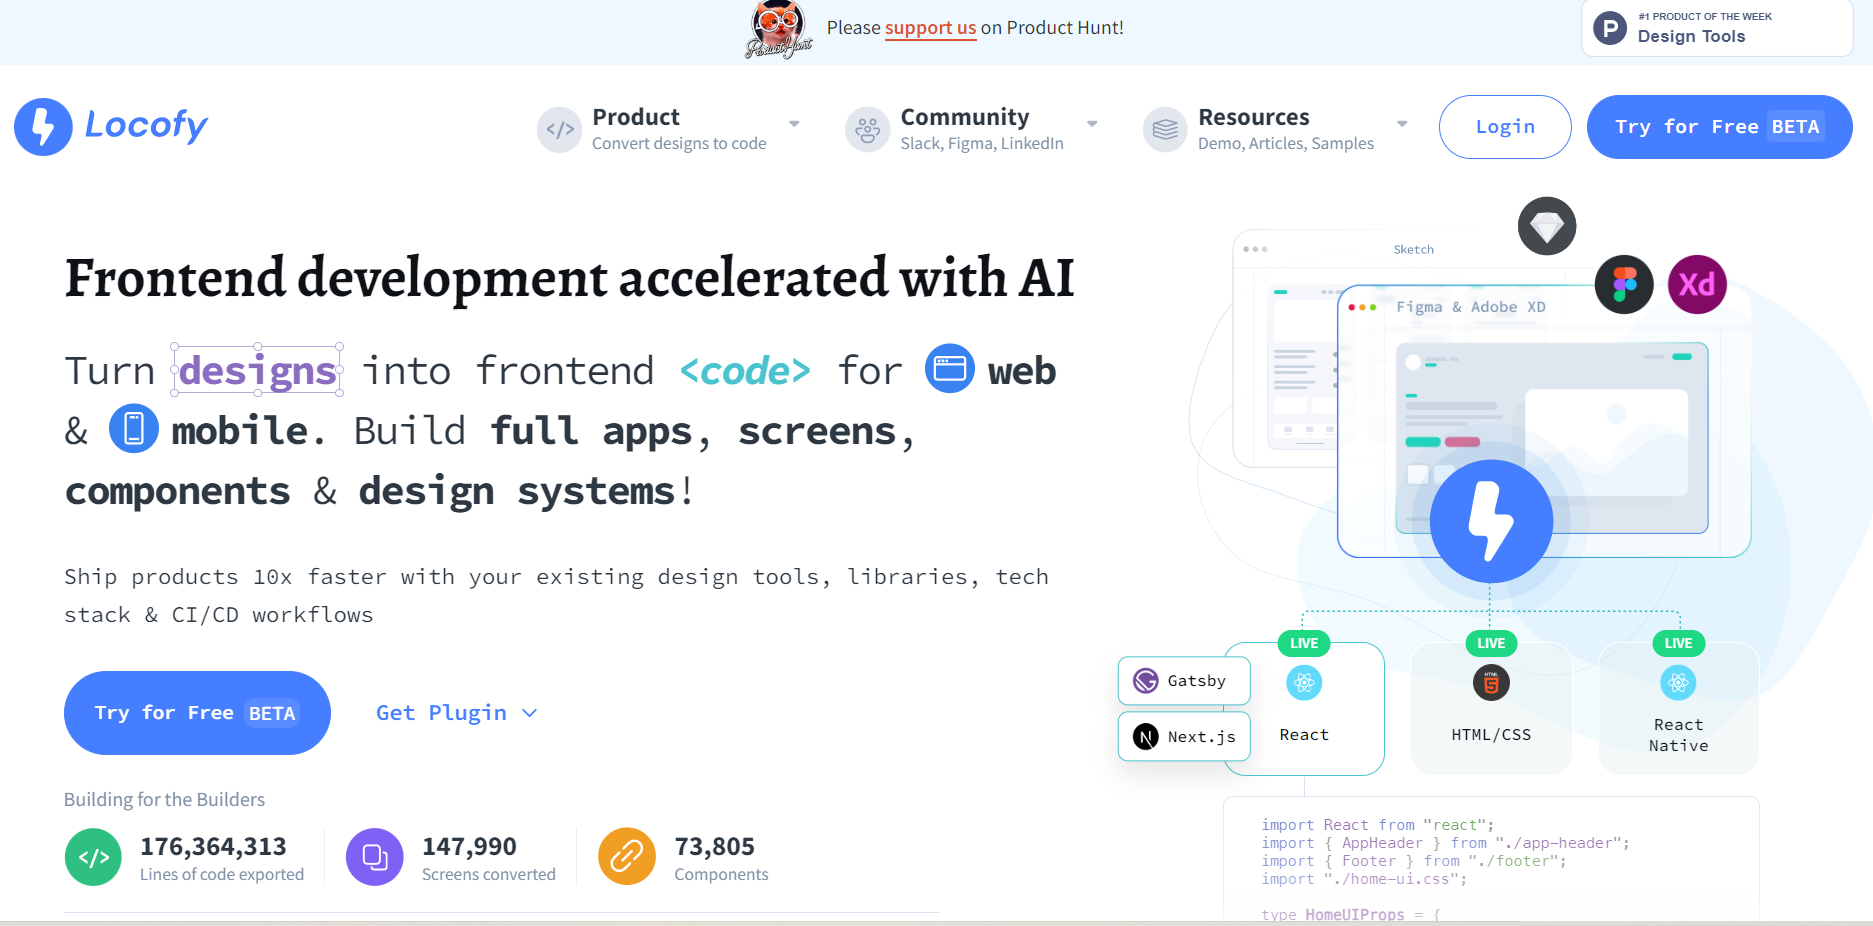 Product Hunt
Please support us on Product Hunt!
P
#1 PRODUCT OF THE WEEK
Design Tools
Locofy
</> Product
Convert designs to code
Community
Slack, Figma, LinkedIn
Resources
Demo, Articles, Samples
Login
Try for Free BETA
Frontend development accelerated with AI
Turn designs into frontend <code> for web
& mobile. Build full apps, screens,
components & design systems!
Ship products 10x faster with your existing design tools, libraries, tech
stack & CI/CD workflows
Try for Free BETA
Get Plugin
Building for the Builders
</> 176,364,313
Lines of code exported
147,990
Screens converted
73,805
Components
Sketch
Figma & Adobe XD
Xd
LIVE
LIVE
LIVE
Gatsby
N Next.js
React
HTML
5
HTML/CSS
React
Native
import React from "react";
import { AppHeader } from "./app-header";
import { Footer } from "./footer";
import "./home-ui.css";
type HomeUIProps = {